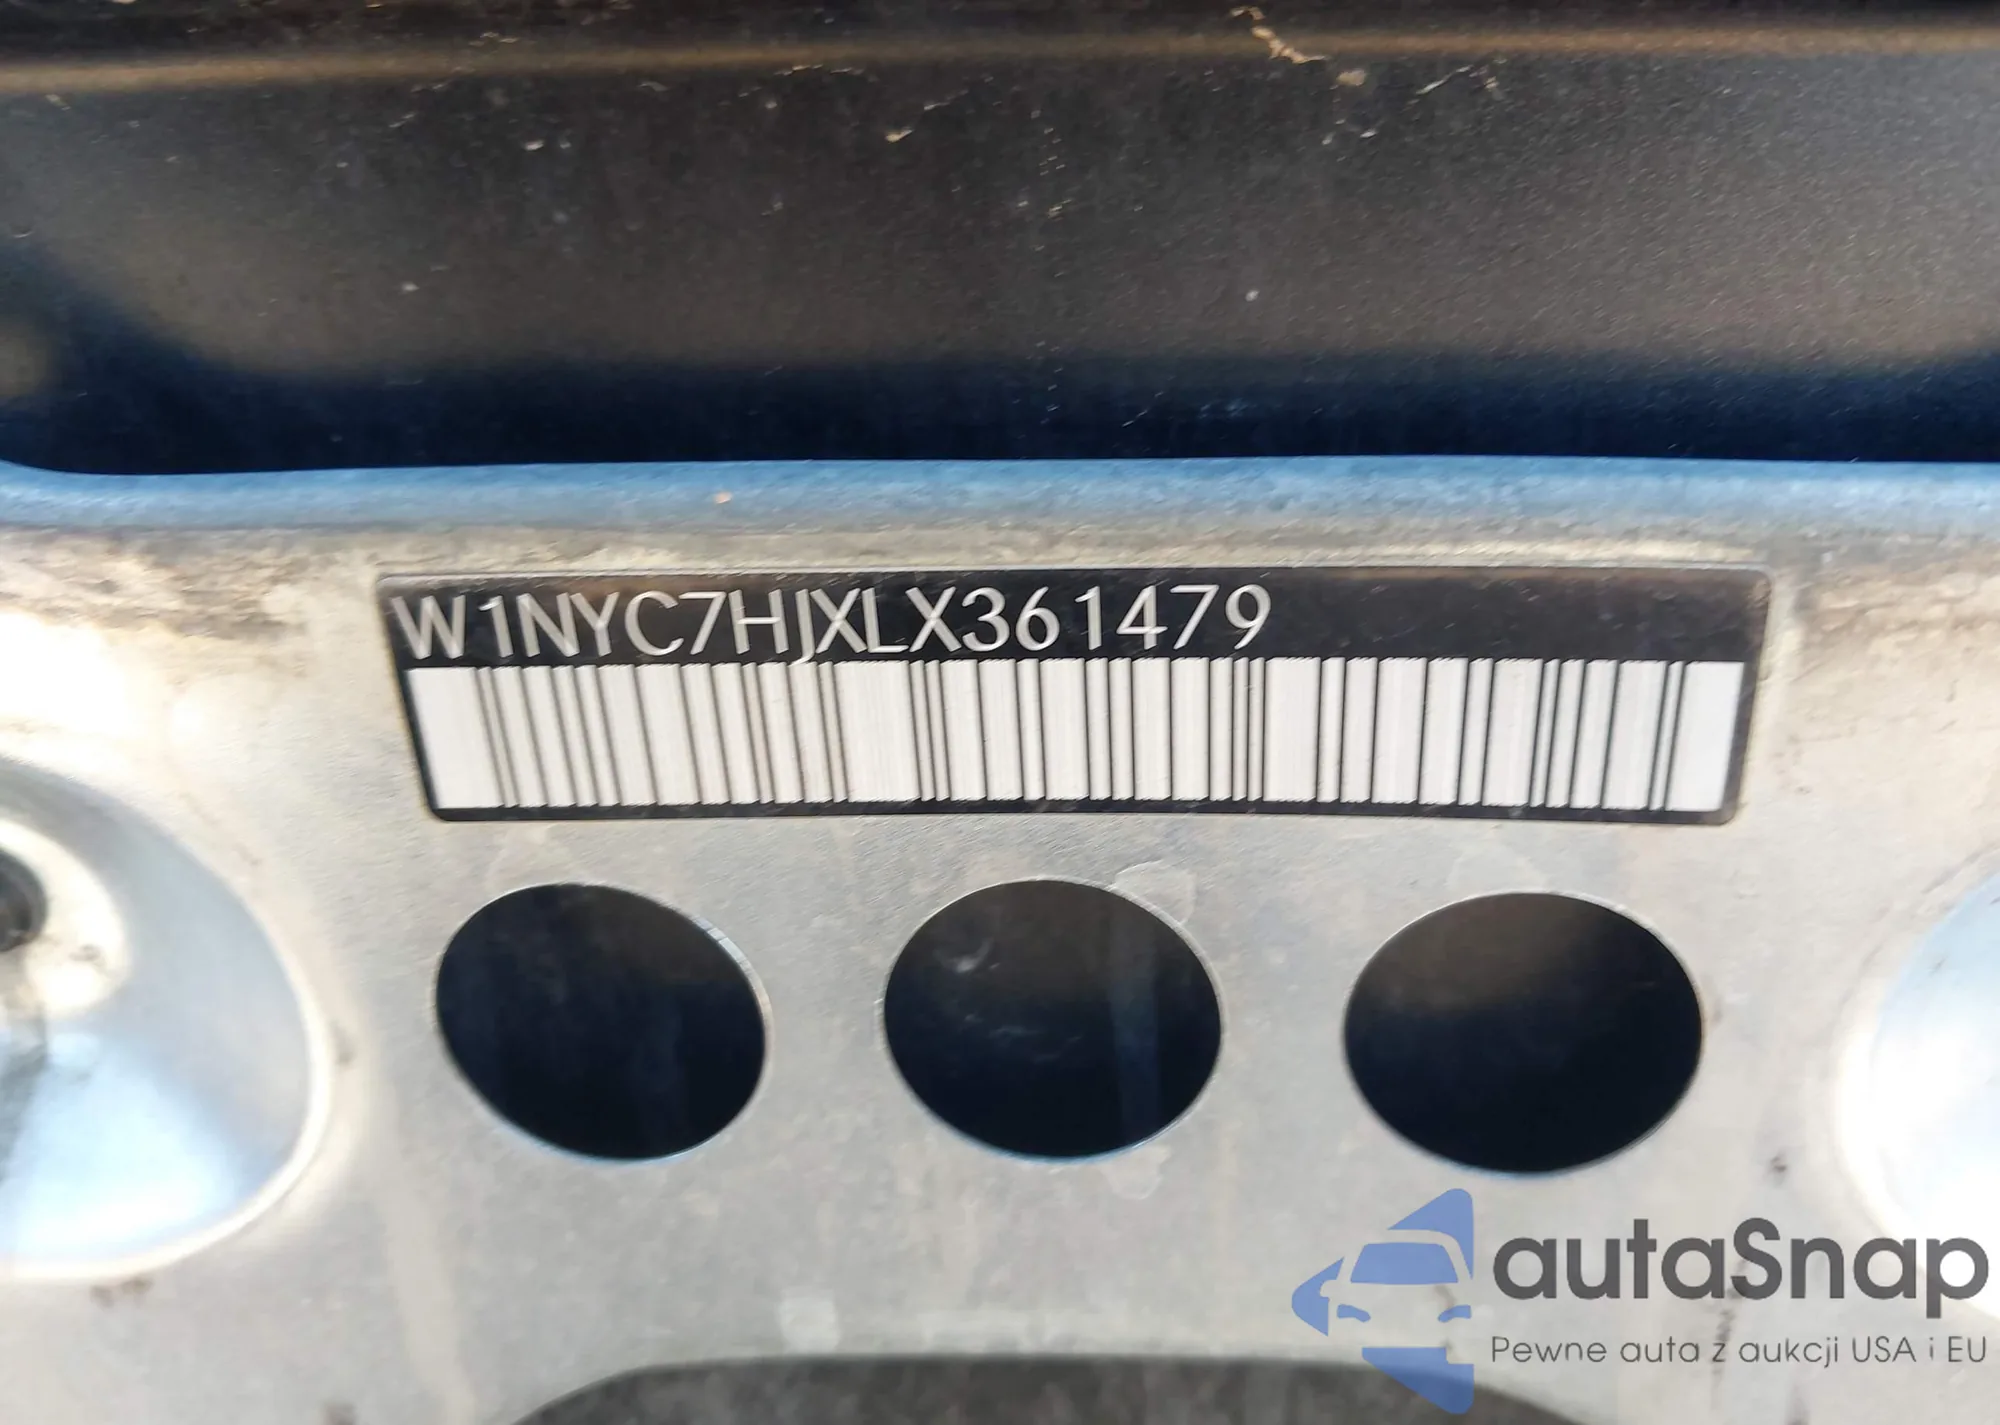 W1NYC7HJXLX361479
autaSnap
Pewne auta z aukcji USA i EU